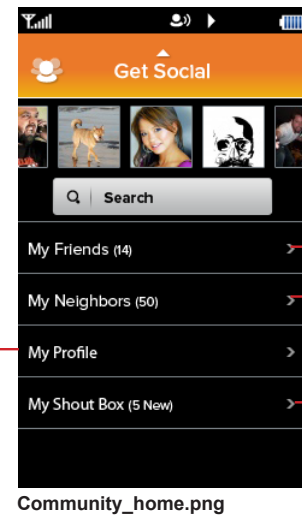 Get Social
Search
My Friends (14)
My Neighbors (50)
My Profile
My Shout Box (5 New)
Community_home.png